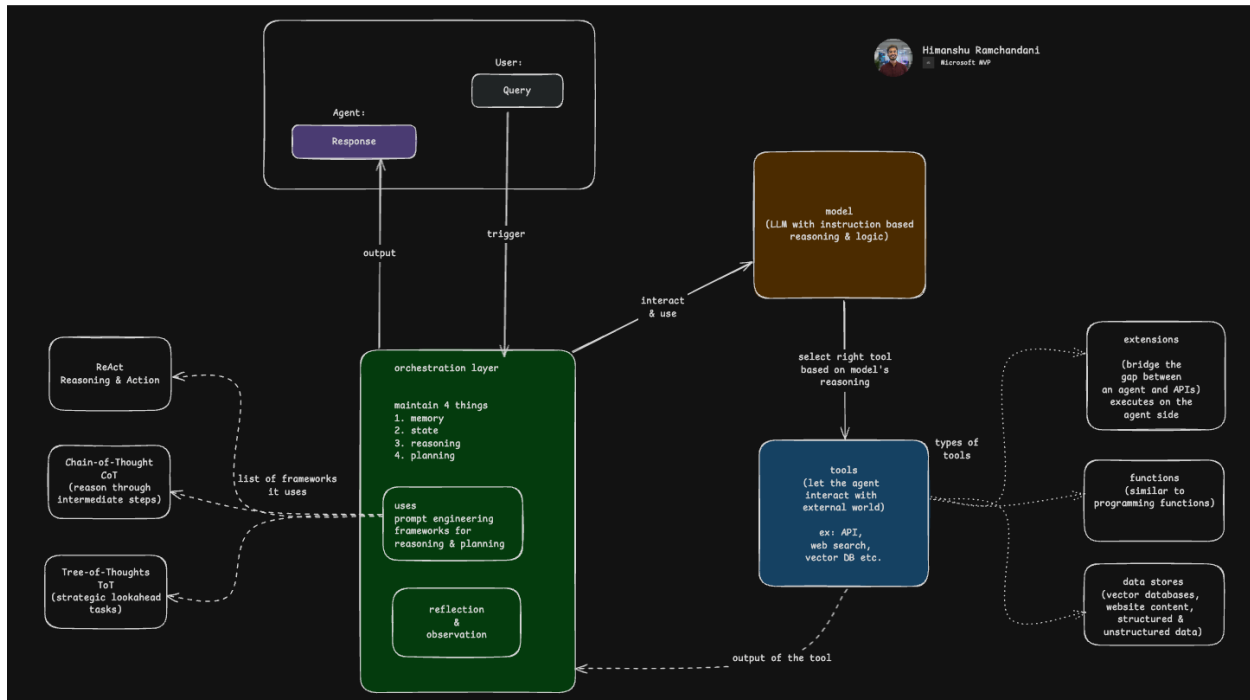 Himanshu Ramchandani
Microsoft MVP
User:
Query
Agent:
Response
output
trigger
model
(LLM with instruction based
reasoning & logic)
interact
& use
select right tool
based on model's
reasoning
orchestration layer
maintain 4 things
1. memory
2. state
3. reasoning
4. planning
uses
prompt engineering
frameworks for
reasoning & planning
reflection
&
observation
list of frameworks
it uses
ReAct
Reasoning & Action
Chain-of-Thought
CoT
(reason through
intermediate steps)
Tree-of-Thoughts
ToT
(strategic lookahead
tasks)
tools
(let the agent
interact with
external world)
ex: API,
web search,
vector DB etc.
types of
tools
extensions
(bridge the
gap between
an agent and APIs)
executes on the
agent side
functions
(similar to
programming functions)
data stores
(vector databases,
website content,
structured &
unstructured data)
output of the tool